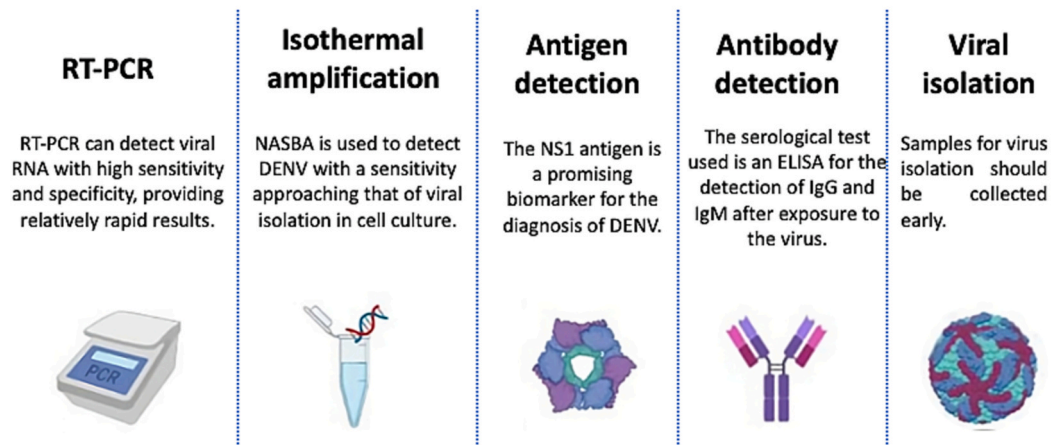 RT-PCR
RT-PCR can detect viral
RNA with high sensitivity
and specificity, providing
relatively rapid results.
PCR
Isothermal
amplification
NASBA is used to detect
DENV with a sensitivity
approaching that of viral
isolation in cell culture.
Antigen
detection
The NS1 antigen is
a promising
biomarker for the
diagnosis of DENV.
Antibody
detection
The serological test
used is an ELISA for the
detection of IgG and
IgM after exposure to
the virus.
Viral
isolation
Samples for virus
isolation should
be collected
early.